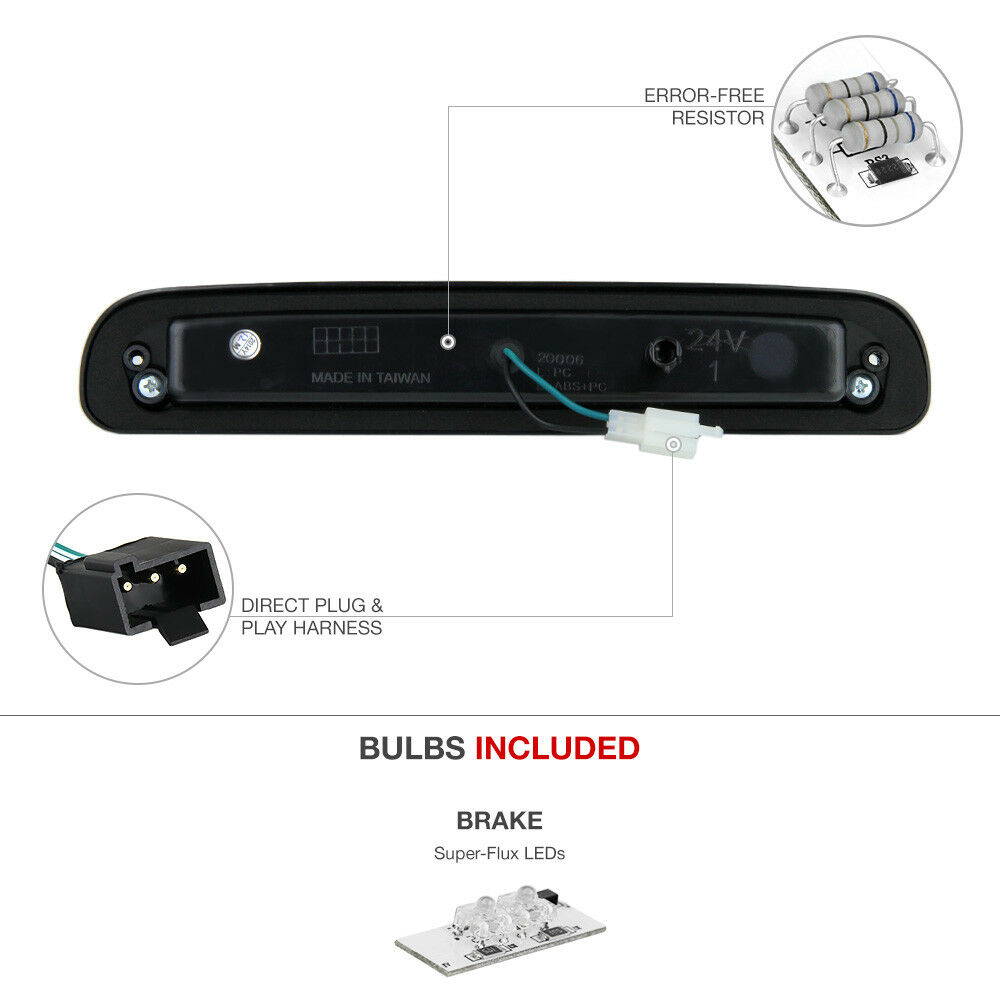 ERROR-FREE
RESISTOR
24V
1
20006
PC
ABS+PC
MADE IN TAIWAN
DIRECT PLUG &
PLAY HARNESS
BULBS INCLUDED
BRAKE
Super-Flux LEDs